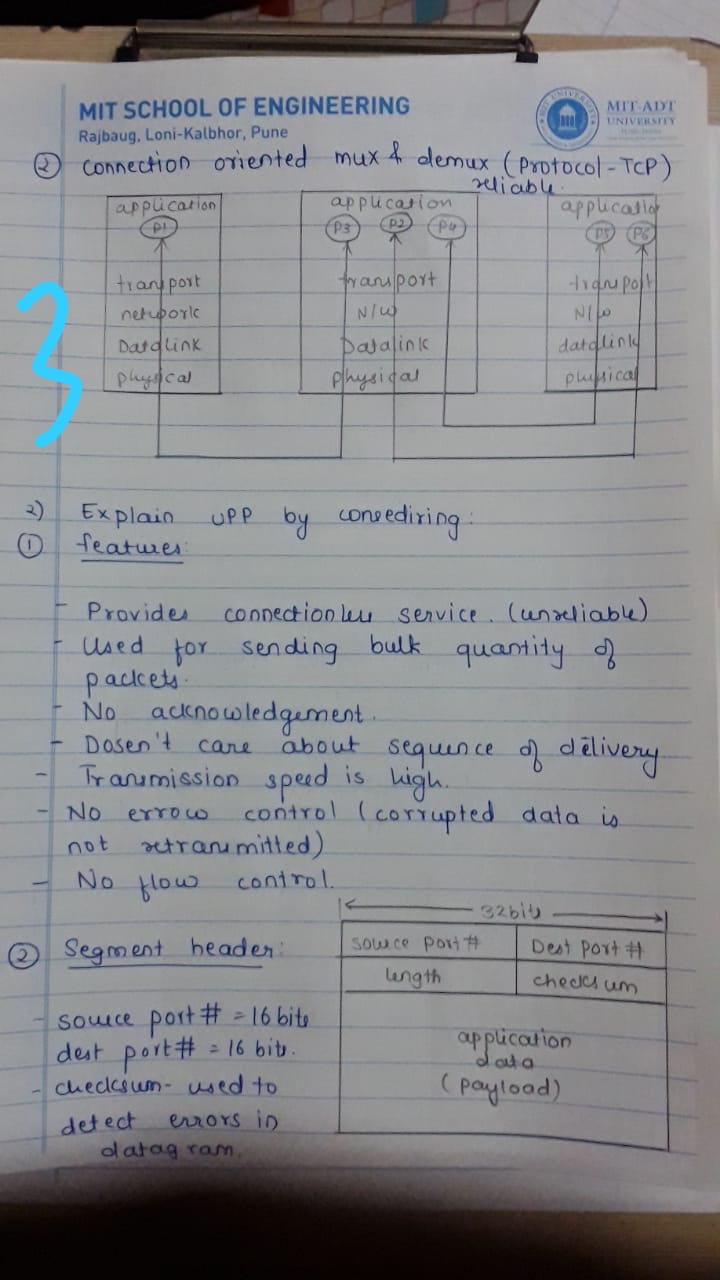 MIT SCHOOL OF ENGINEERING
Rajbaug, Loni-Kalbhor, Pune
MIT-ADT
UNIVERSITY
② connection oriented mux & demux (Protocol - TCP)
reliable.
application application applicatio
P1 P3 P2 P4 P5 P6
transport transport transport
network N/w N/w
Datalink Datalink datalink
physical physical physical
3
2) Explain UPP by consediring:
① features:
- Provides connectionless service. (unreliable)
- Used for sending bulk quantity of
packets.
- No acknowledgement.
- Dosen't care about sequence of delivery
- Transmission speed is high.
- No errow control (corrupted data is
not retransmitted)
- No flow control.
32bits
② Segment header:
source port# Dest port #
length checksum
application
data
(payload)
- source port# = 16 bits
dest port# = 16 bits.
- checksum - used to
detect errors in
datagram.